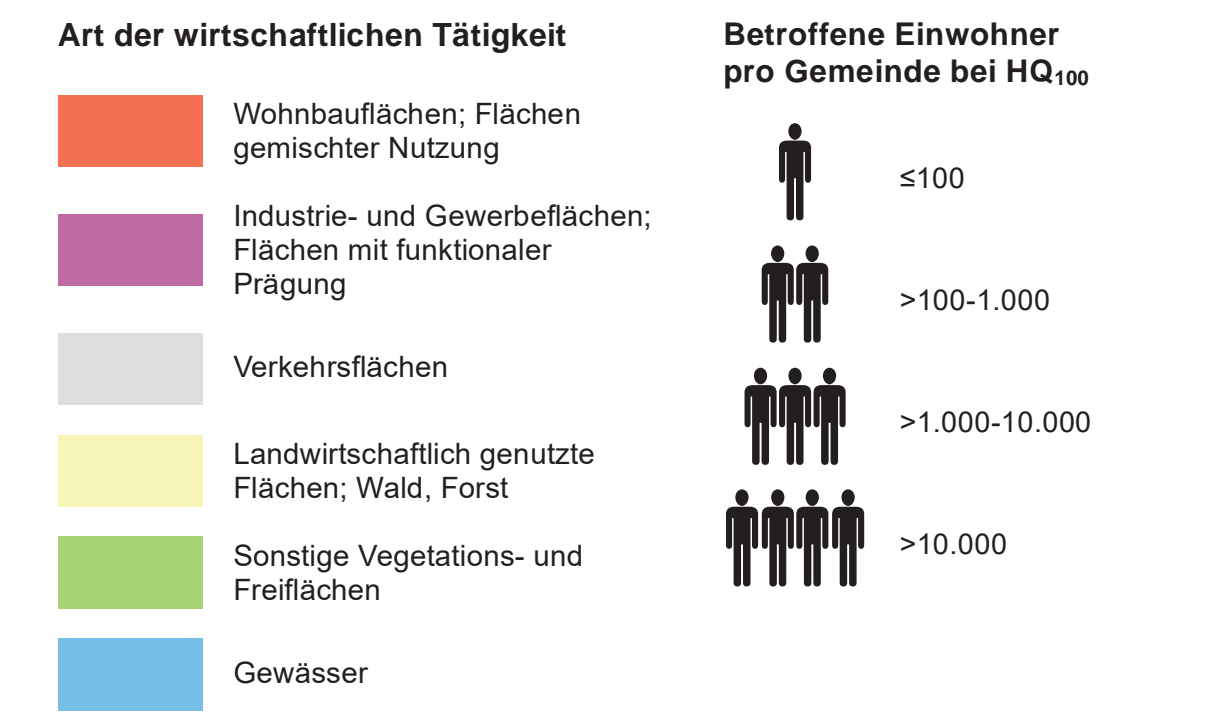 Art der wirtschaftlichen Tätigkeit
Wohnbauflächen; Flächen
gemischter Nutzung
Industrie- und Gewerbeflächen;
Flächen mit funktionaler
Prägung
Verkehrsflächen
Landwirtschaftlich genutzte
Flächen; Wald, Forst
Sonstige Vegetations- und
Freiflächen
Gewässer
Betroffene Einwohner
pro Gemeinde bei HQ₁₀₀
≤100
>100-1.000
>1.000-10.000
>10.000